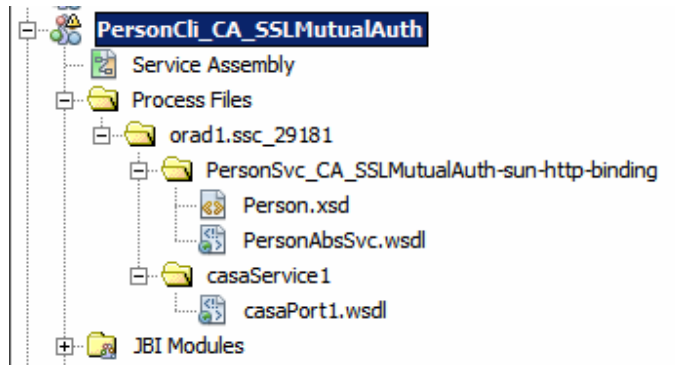 PersonCli_CA_SSLMutualAuth
Service Assembly
Process Files
orad1.ssc_29181
PersonSvc_CA_SSLMutualAuth-sun-http-binding
Person.xsd
PersonAbsSvc.wsdl
casaService1
casaPort1.wsdl
JBI Modules